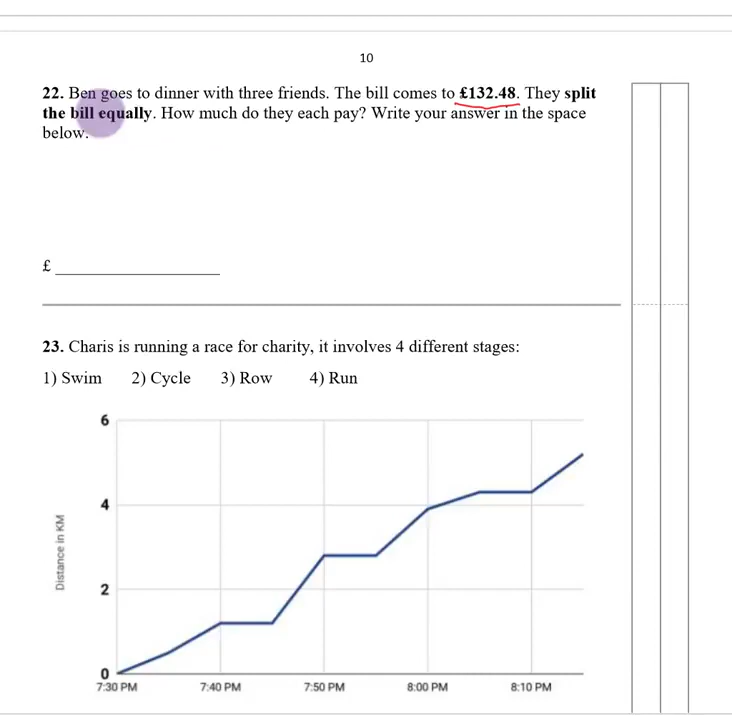 10
22. Ben goes to dinner with three friends. The bill comes to £132.48. They split
the bill equally. How much do they each pay? Write your answer in the space
below.
£ ____________________
23. Charis is running a race for charity, it involves 4 different stages:
1) Swim 2) Cycle 3) Row 4) Run
6
4
2
0
Distance in KM
7:30 PM 7:40 PM 7:50 PM 8:00 PM 8:10 PM